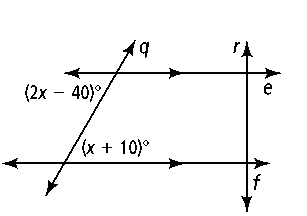 q
r
(2x − 40)°
e
(x + 10)°
f